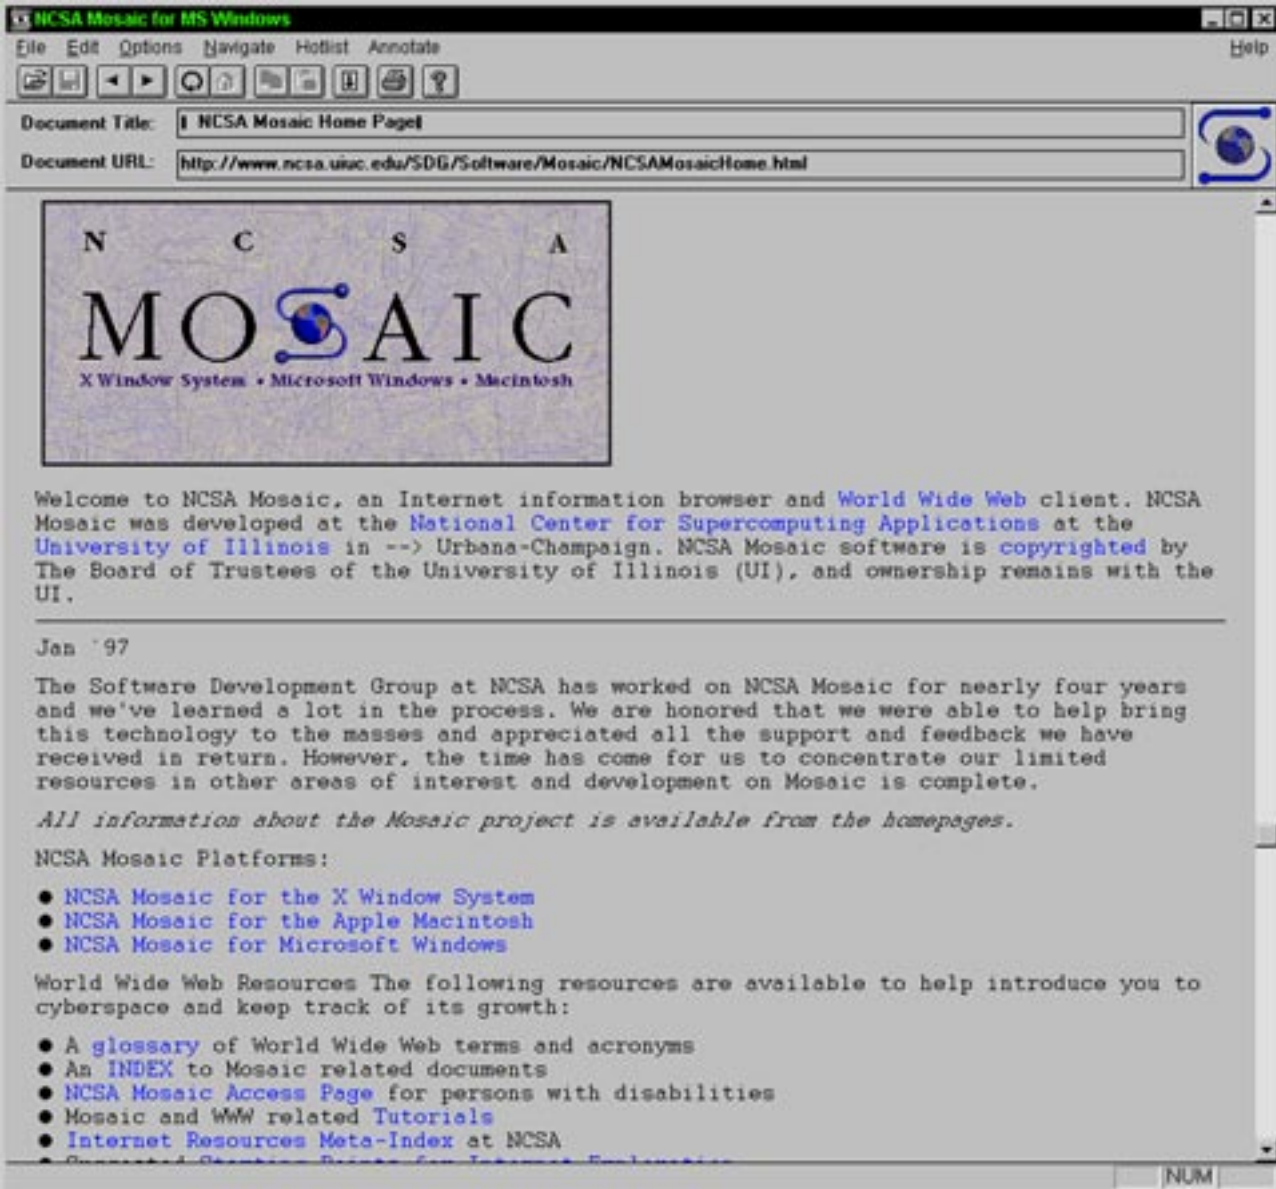 NCSA Mosaic for MS Windows
File Edit Options Navigate Hotlist Annotate Help
Document Title: NCSA Mosaic Home Page
Document URL: http://www.ncsa.uiuc.edu/SDG/Software/Mosaic/NCSAMosaicHome.html
N C S A
MOSAIC
X Window System • Microsoft Windows • Macintosh
Welcome to NCSA Mosaic, an Internet information browser and World Wide Web client. NCSA
Mosaic was developed at the National Center for Supercomputing Applications at the
University of Illinois in --> Urbana-Champaign. NCSA Mosaic software is copyrighted by
The Board of Trustees of the University of Illinois (UI), and ownership remains with the
UI.
Jan `97
The Software Development Group at NCSA has worked on NCSA Mosaic for nearly four years
and we've learned a lot in the process. We are honored that we were able to help bring
this technology to the masses and appreciated all the support and feedback we have
received in return. However, the time has come for us to concentrate our limited
resources in other areas of interest and development on Mosaic is complete.
All information about the Mosaic project is available from the homepages.
NCSA Mosaic Platforms:
● NCSA Mosaic for the X Window System
● NCSA Mosaic for the Apple Macintosh
● NCSA Mosaic for Microsoft Windows
World Wide Web Resources The following resources are available to help introduce you to
cyberspace and keep track of its growth:
● A glossary of World Wide Web terms and acronyms
● An INDEX to Mosaic related documents
● NCSA Mosaic Access Page for persons with disabilities
● Mosaic and WWW related Tutorials
● Internet Resources Meta-Index at NCSA
● Suggested Starting Points for Internet Exploration
NUM